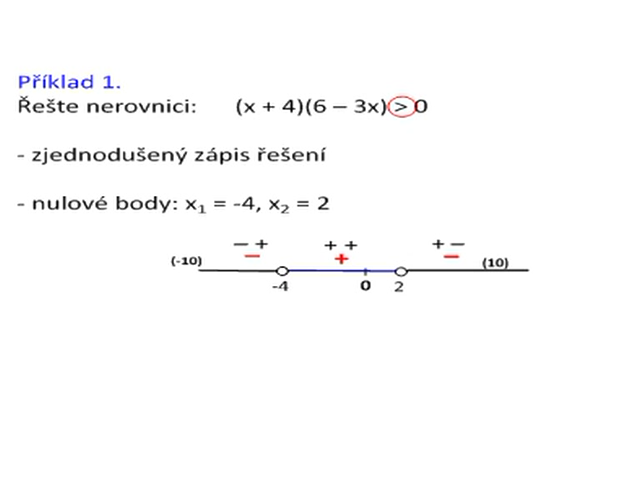 Příklad 1.
Řešte nerovnici: (x + 4)(6 – 3x) > 0
- zjednodušený zápis řešení
- nulové body: x₁ = -4, x₂ = 2
– + + + + –
(-10) – + – (10)
-4 0 2